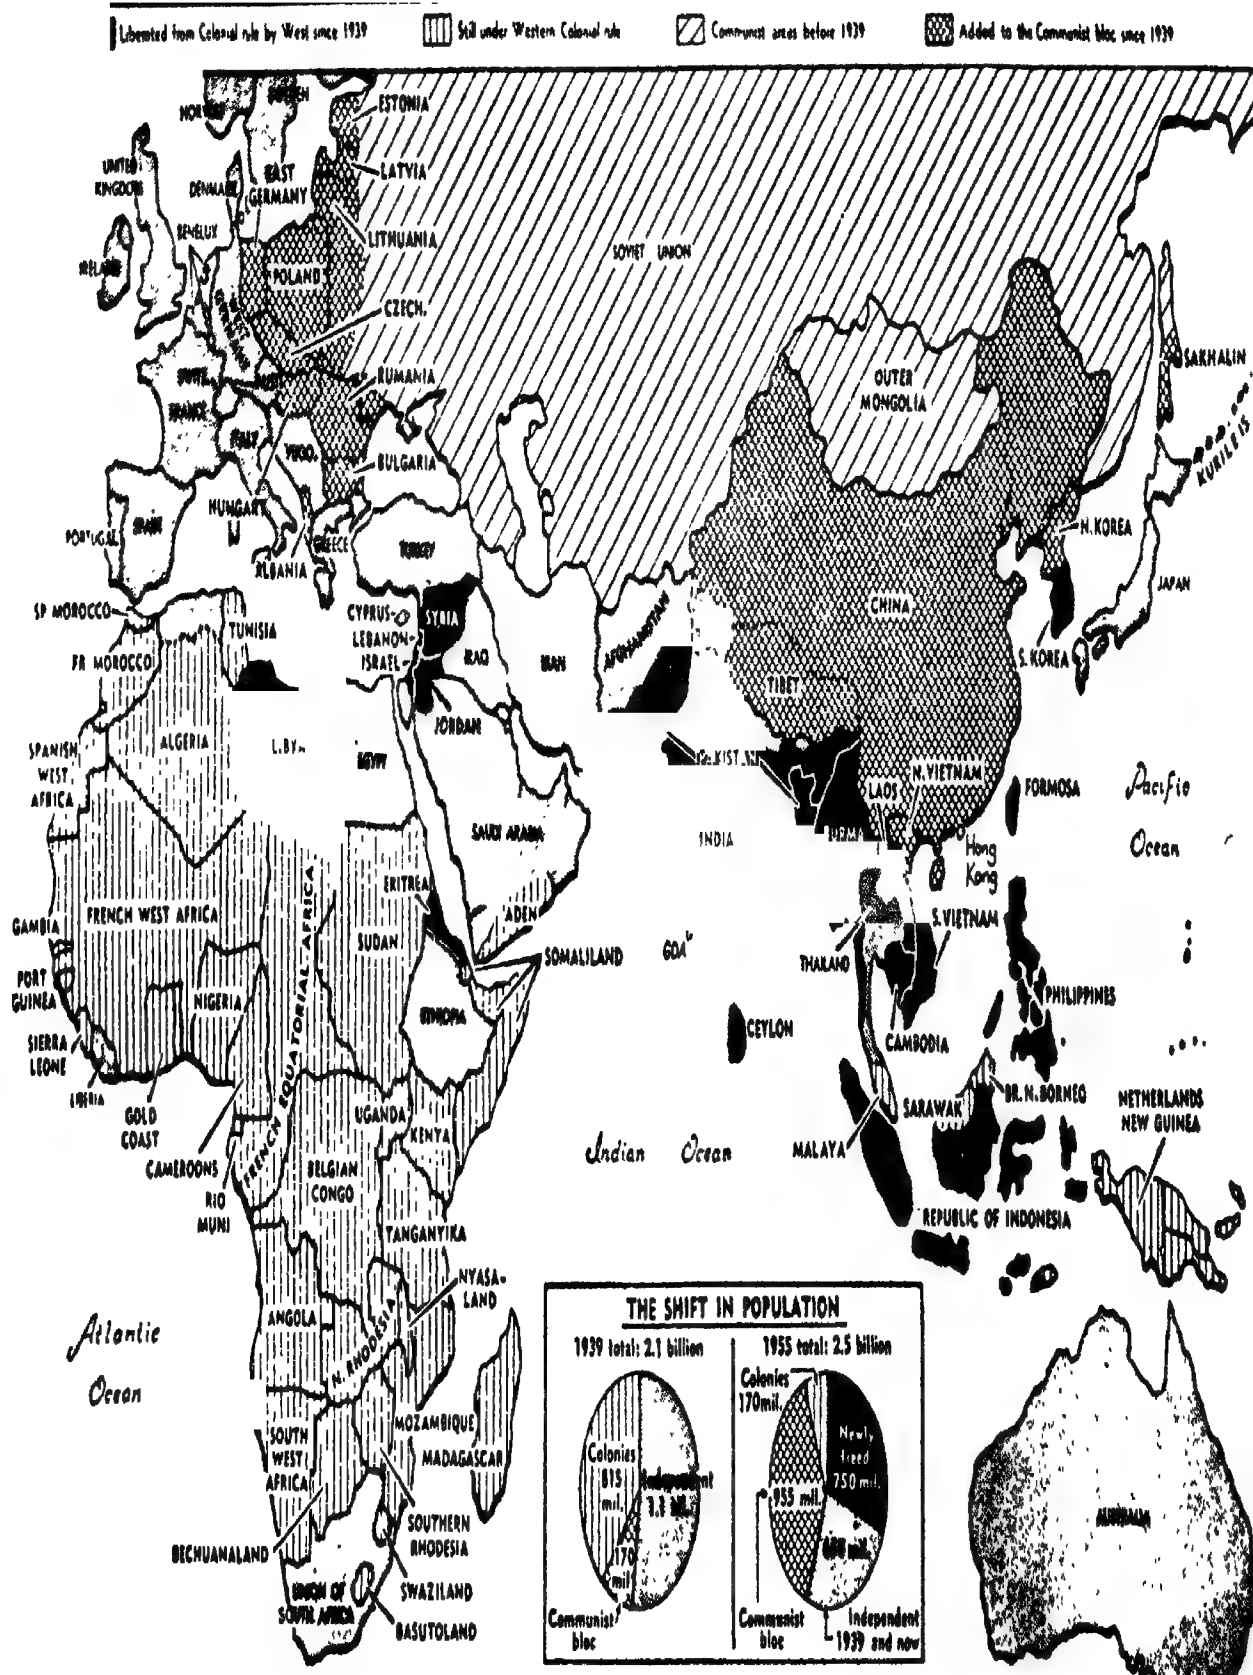 Liberated from Colonial rule by West since 1939
Still under Western Colonial rule
Communist areas before 1939
Added to the Communist bloc since 1939
NORWAY
SWEDEN
ESTONIA
UNITED
KINGDOM
DENMARK
EAST
GERMANY
LATVIA
BENELUX
LITHUANIA
IRELAND
POLAND
SOVIET UNION
CZECH.
SAKHALIN
RUMANIA
OUTER
MONGOLIA
KURILEIS
FRANCE
ITALY
YUGO.
BULGARIA
HUNGARY
N.KOREA
PORTUGAL
SPAIN
GREECE
TURKEY
ALBANIA
JAPAN
SP MOROCCO
TUNISIA
CYPRUS
SYRIA
CHINA
LEBANON
FR MOROCCO
ISRAEL
IRAQ
IRAN
AFGHANISTAN
S.KOREA
TIBET
JORDAN
SPANISH
WEST
AFRICA
ALGERIA
EGYPT
LAOS
N.VIETNAM
FORMOSA
Pacific
Ocean
SAUDI ARABIA
INDIA
BURMA
Hong
Kong
ERITREA
ADEN
GAMBIA
FRENCH WEST AFRICA
SUDAN
S.VIETNAM
GOA
SOMALILAND
THAILAND
PORT
GUINEA
NIGERIA
PHILIPPINES
ETHIOPIA
CEYLON
SIERRA
LEONE
CAMBODIA
LIBERIA
FRENCH EQUATORIAL AFRICA
GOLD
COAST
UGANDA
BR.N.BORNEO
SARAWAK
NETHERLANDS
NEW GUINEA
KENYA
CAMEROONS
Indian Ocean
MALAYA
BELGIAN
CONGO
RIO
MUNI
REPUBLIC OF INDONESIA
TANGANYIKA
NYASA-
LAND
ANGOLA
N. RHODESIA
Atlantic
Ocean
MOZAMBIQUE
MADAGASCAR
SOUTH
WEST
AFRICA
SOUTHERN
RHODESIA
BECHUANALAND
SWAZILAND
UNION OF
SOUTH AFRICA
BASUTOLAND
AUSTRALIA
THE SHIFT IN POPULATION
1939 total: 2.1 billion
1955 total: 2.5 billion
Colonies
815
mil.
Independent
1.1 bil.
170
mil
Communist
bloc
Colonies
170mil.
Newly
freed
750 mil.
955 mil.
Communist
bloc
Independent
1939 and now